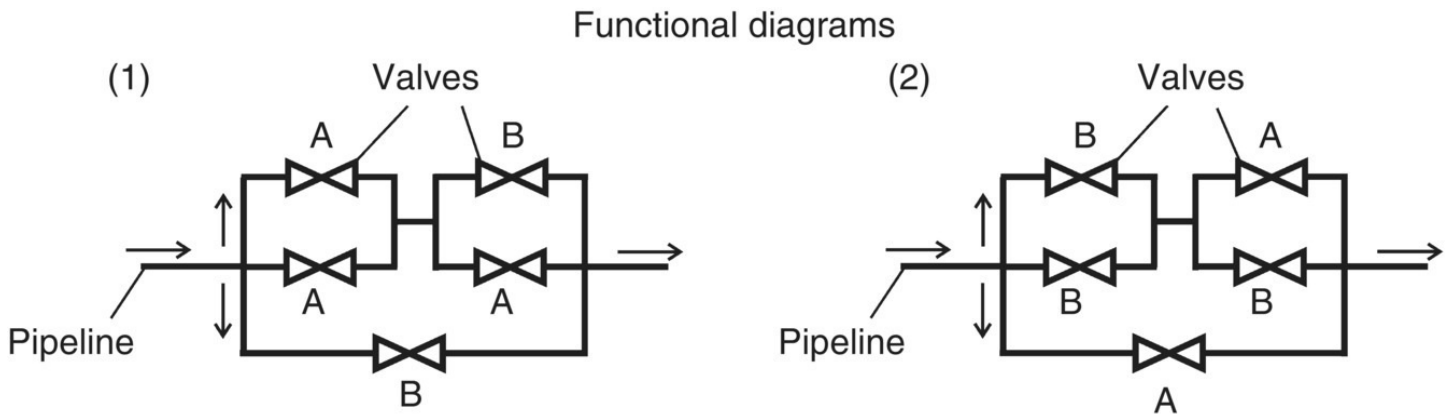 Functional diagrams
(1)
Valves
A
B
A
A
Pipeline
B
(2)
Valves
B
A
B
B
Pipeline
A